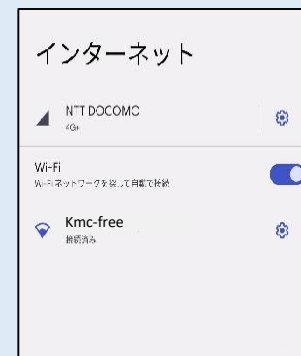 インターネット
NTT DOCOMO
4G+
Wi-Fi
Wi-Fiネットワークを探して自動で接続
Kmc-free
接続済み